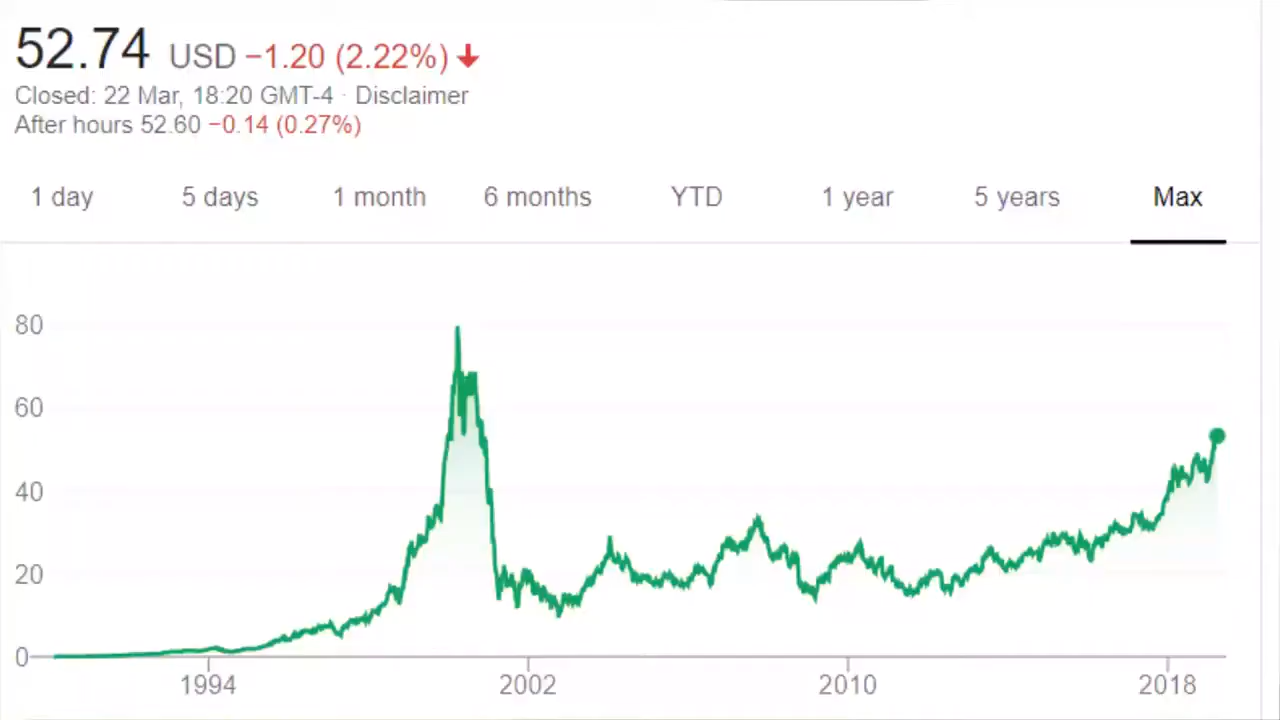 52.74 USD −1.20 (2.22%)
Closed: 22 Mar, 18:20 GMT-4 · Disclaimer
After hours 52.60 −0.14 (0.27%)
1 day 5 days 1 month 6 months YTD 1 year 5 years Max
80
60
40
20
0
1994 2002 2010 2018